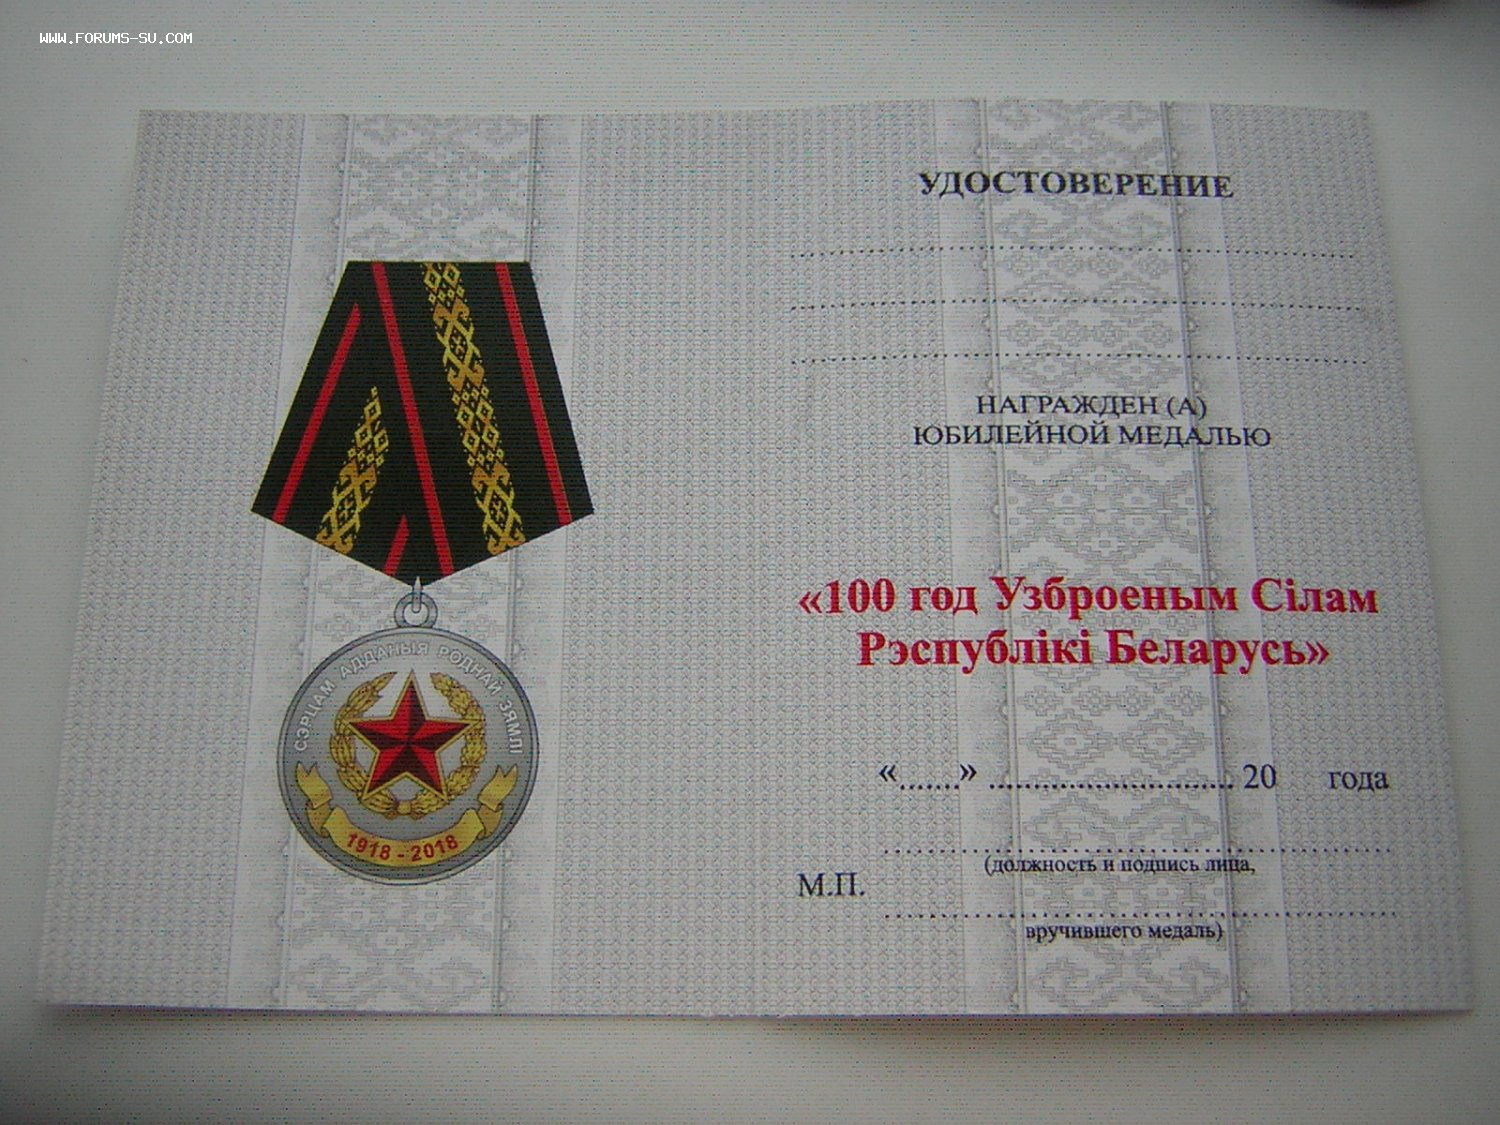 WWW.FORUMS-SU.COM
СЭРЦАМ АДДАНЫЯ РОДНАЙ ЗЯМЛІ
1918 - 2018
УДОСТОВЕРЕНИЕ
НАГРАЖДЕН (А)
ЮБИЛЕЙНОЙ МЕДАЛЬЮ
«100 год Узброеным Сілам
Рэспублікі Беларусь»
«.......» ............................ 20 года
(должность и подпись лица,
М.П.
вручившего медаль)